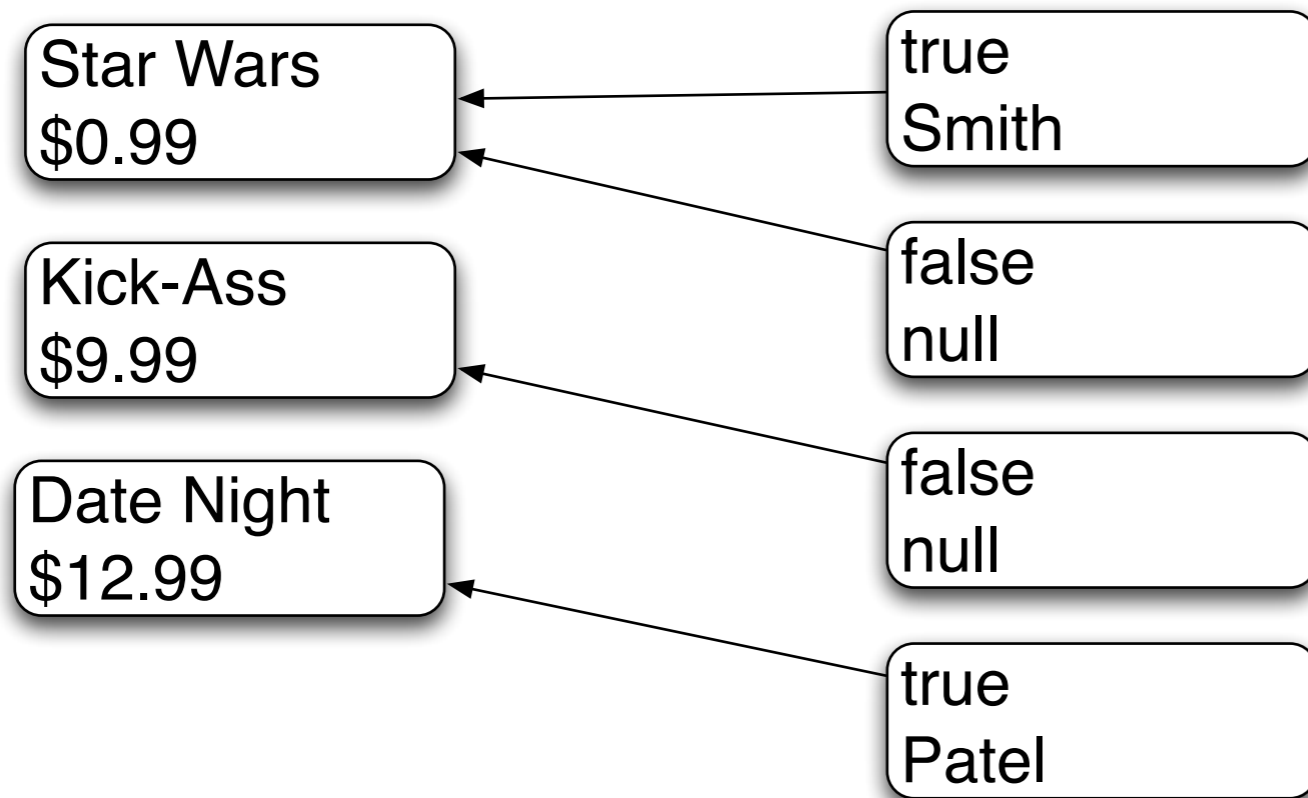 Star Wars
$0.99
Kick-Ass
$9.99
Date Night
$12.99
true
Smith
false
null
false
null
true
Patel